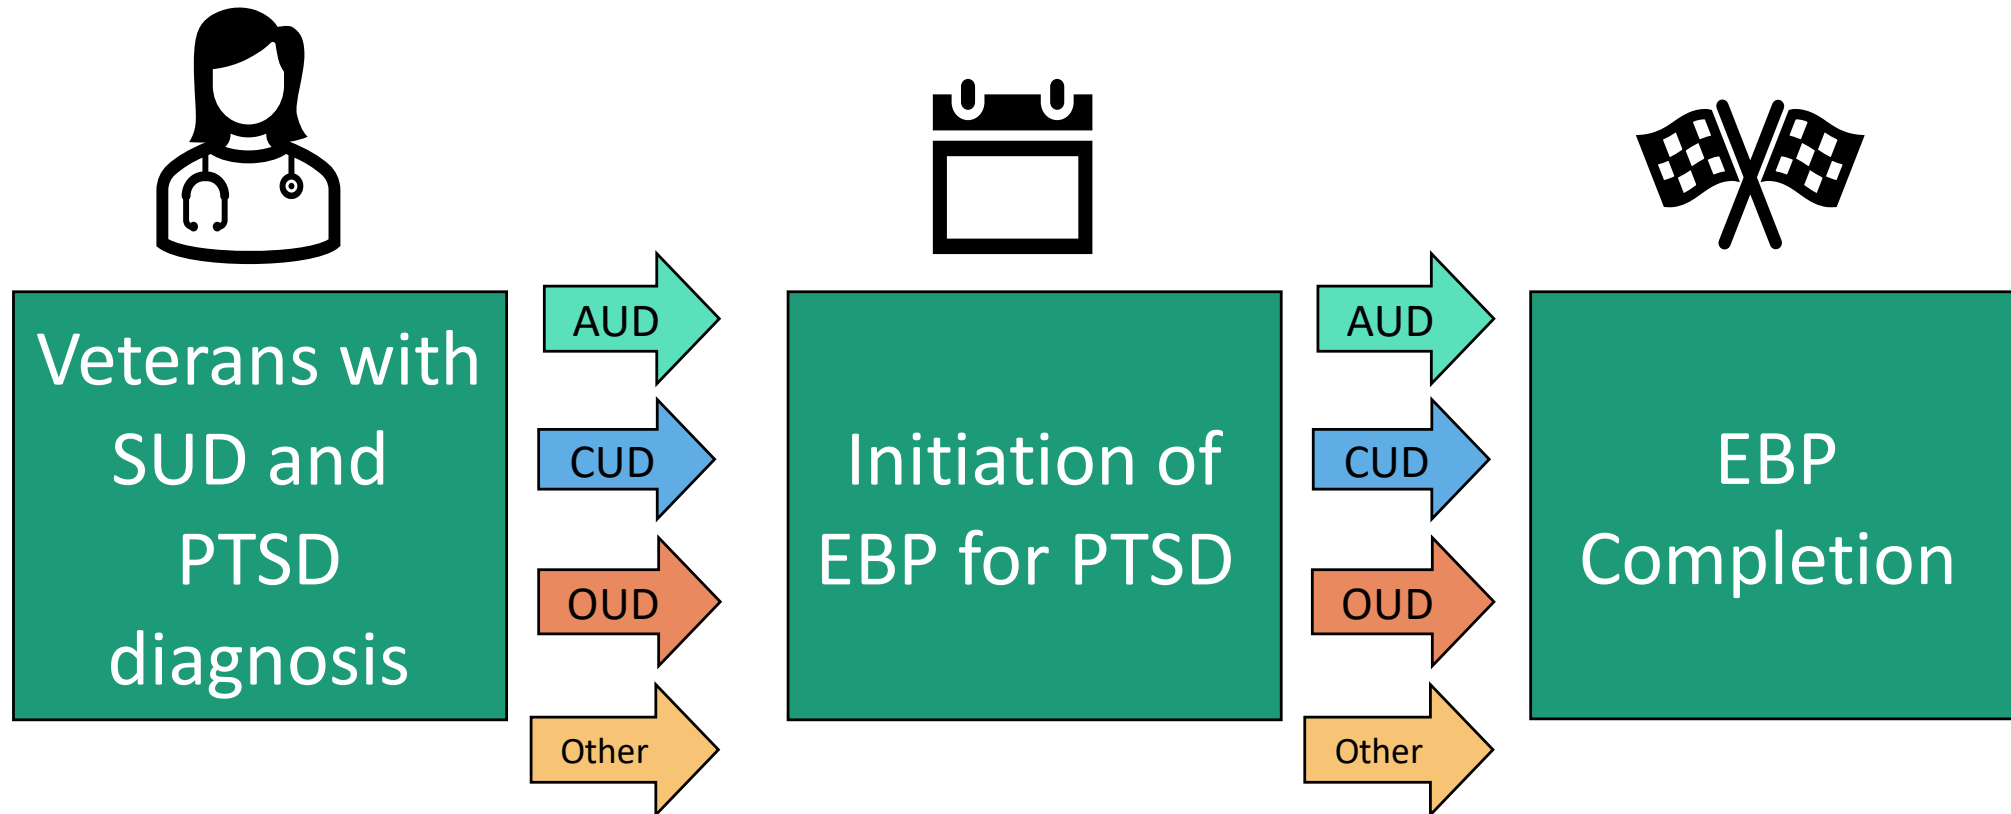 Veterans with
SUD and
PTSD
diagnosis
AUD
CUD
OUD
Other
Initiation of
EBP for PTSD
AUD
CUD
OUD
Other
EBP
Completion